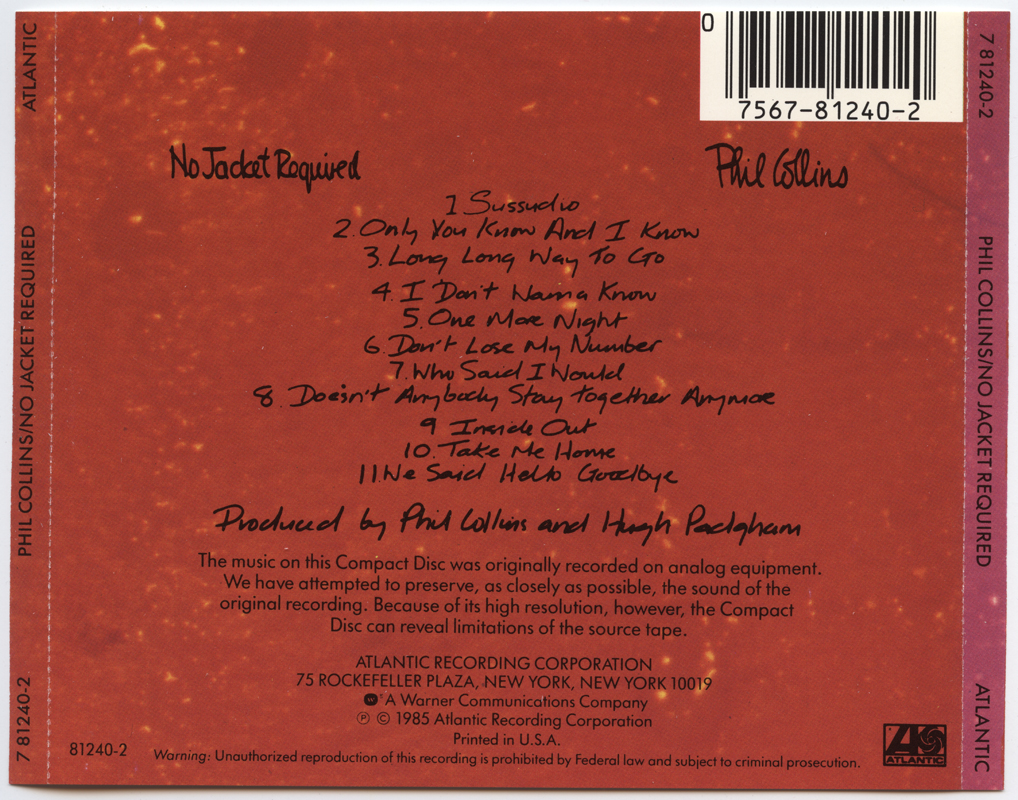 0
7567-81240-2
No Jacket Required
Phil Collins
1 Sussudio
2. Only You Know And I Know
3. Long Long Way To Go
4. I Don't Wanna Know
5. One More Night
6. Don't Lose My Number
7. Who Said I Would
8. Doesn't Anybody Stay Together Anymore
9 Inside Out
10. Take Me Home
11 We Said Hello Goodbye
Produced by Phil Collins and Hugh Padgham
The music on this Compact Disc was originally recorded on analog equipment.
We have attempted to preserve, as closely as possible, the sound of the
original recording. Because of its high resolution, however, the Compact
Disc can reveal limitations of the source tape.
ATLANTIC RECORDING CORPORATION
75 ROCKEFELLER PLAZA, NEW YORK, NEW YORK 10019
W ® A Warner Communications Company
℗ © 1985 Atlantic Recording Corporation
Printed in U.S.A.
81240-2
Warning: Unauthorized reproduction of this recording is prohibited by Federal law and subject to criminal prosecution.
A
ATLANTIC
7 81240-2 PHIL COLLINS/NO JACKET REQUIRED ATLANTIC
7 81240-2 PHIL COLLINS/NO JACKET REQUIRED ATLANTIC